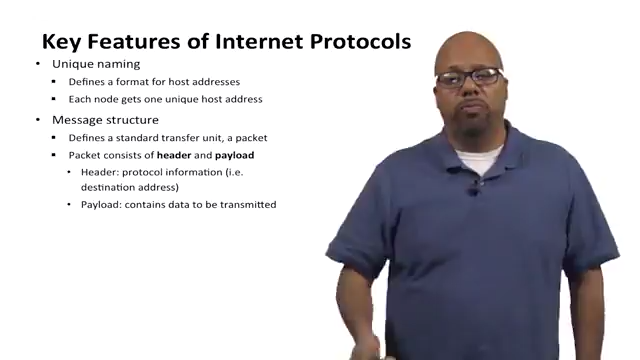 Key Features of Internet Protocols
• Unique naming
▪ Defines a format for host addresses
▪ Each node gets one unique host address
• Message structure
▪ Defines a standard transfer unit, a packet
▪ Packet consists of header and payload
• Header: protocol information (i.e.
destination address)
• Payload: contains data to be transmitted